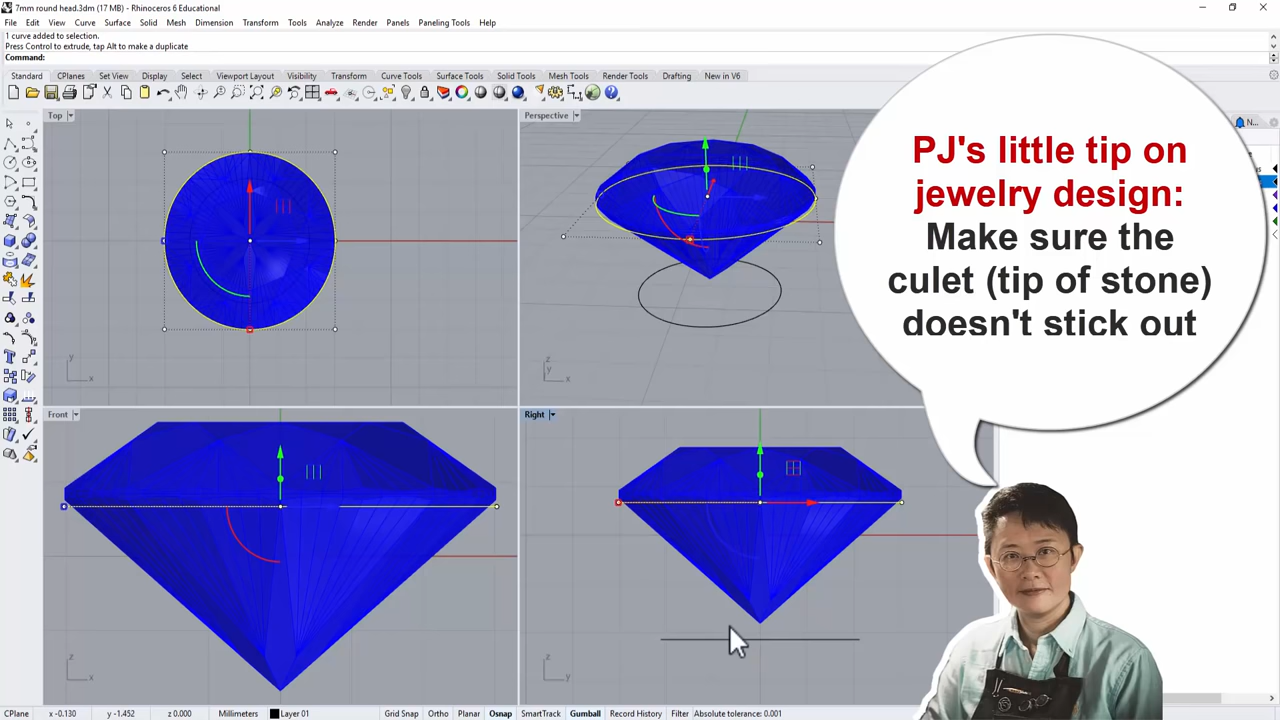 7mm round head.3dm (17 MB) - Rhinoceros 6 Educational
File Edit View Curve Surface Solid Mesh Dimension Transform Tools Analyze Render Panels Paneling Tools Help
1 curve added to selection.
Press Control to extrude, tap Alt to make a duplicate
Command:
Standard CPlanes Set View Display Select Viewport Layout Visibility Transform Curve Tools Surface Tools Solid Tools Mesh Tools Render Tools Drafting New in V6
Top
Perspective
N...
PJ's little tip on
jewelry design:
Make sure the
culet (tip of stone)
doesn't stick out
y
x
z
y
x
Front
Right
z
x
z
y
CPlane x -0.130 y -1.452 z 0.000 Millimeters Layer 01 Grid Snap Ortho Planar Osnap SmartTrack Gumball Record History Filter Absolute tolerance: 0.001